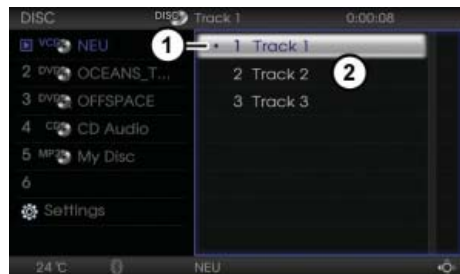 DISC DISC Track 1 0:00:08
VCD NEU
2 DVD OCEANS_T...
3 DVD OFFSPACE
4 CD CD Audio
5 MP3 My Disc
6
Settings
1
• 1 Track 1
2 Track 2
2
3 Track 3
24°C NEU